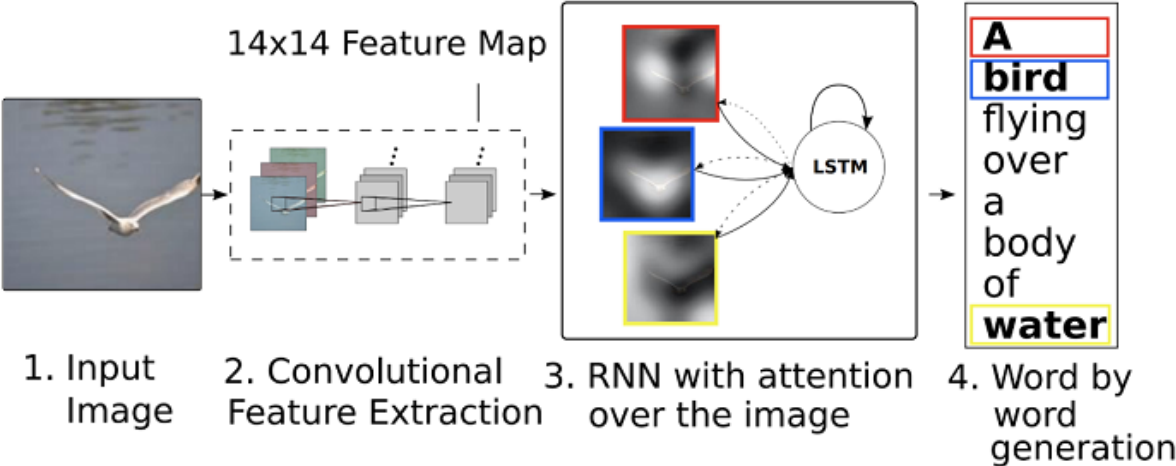 14x14 Feature Map
LSTM
A
bird
flying
over
a
body
of
water
1. Input
Image
2. Convolutional
Feature Extraction
3. RNN with attention
over the image
4. Word by
word
generation